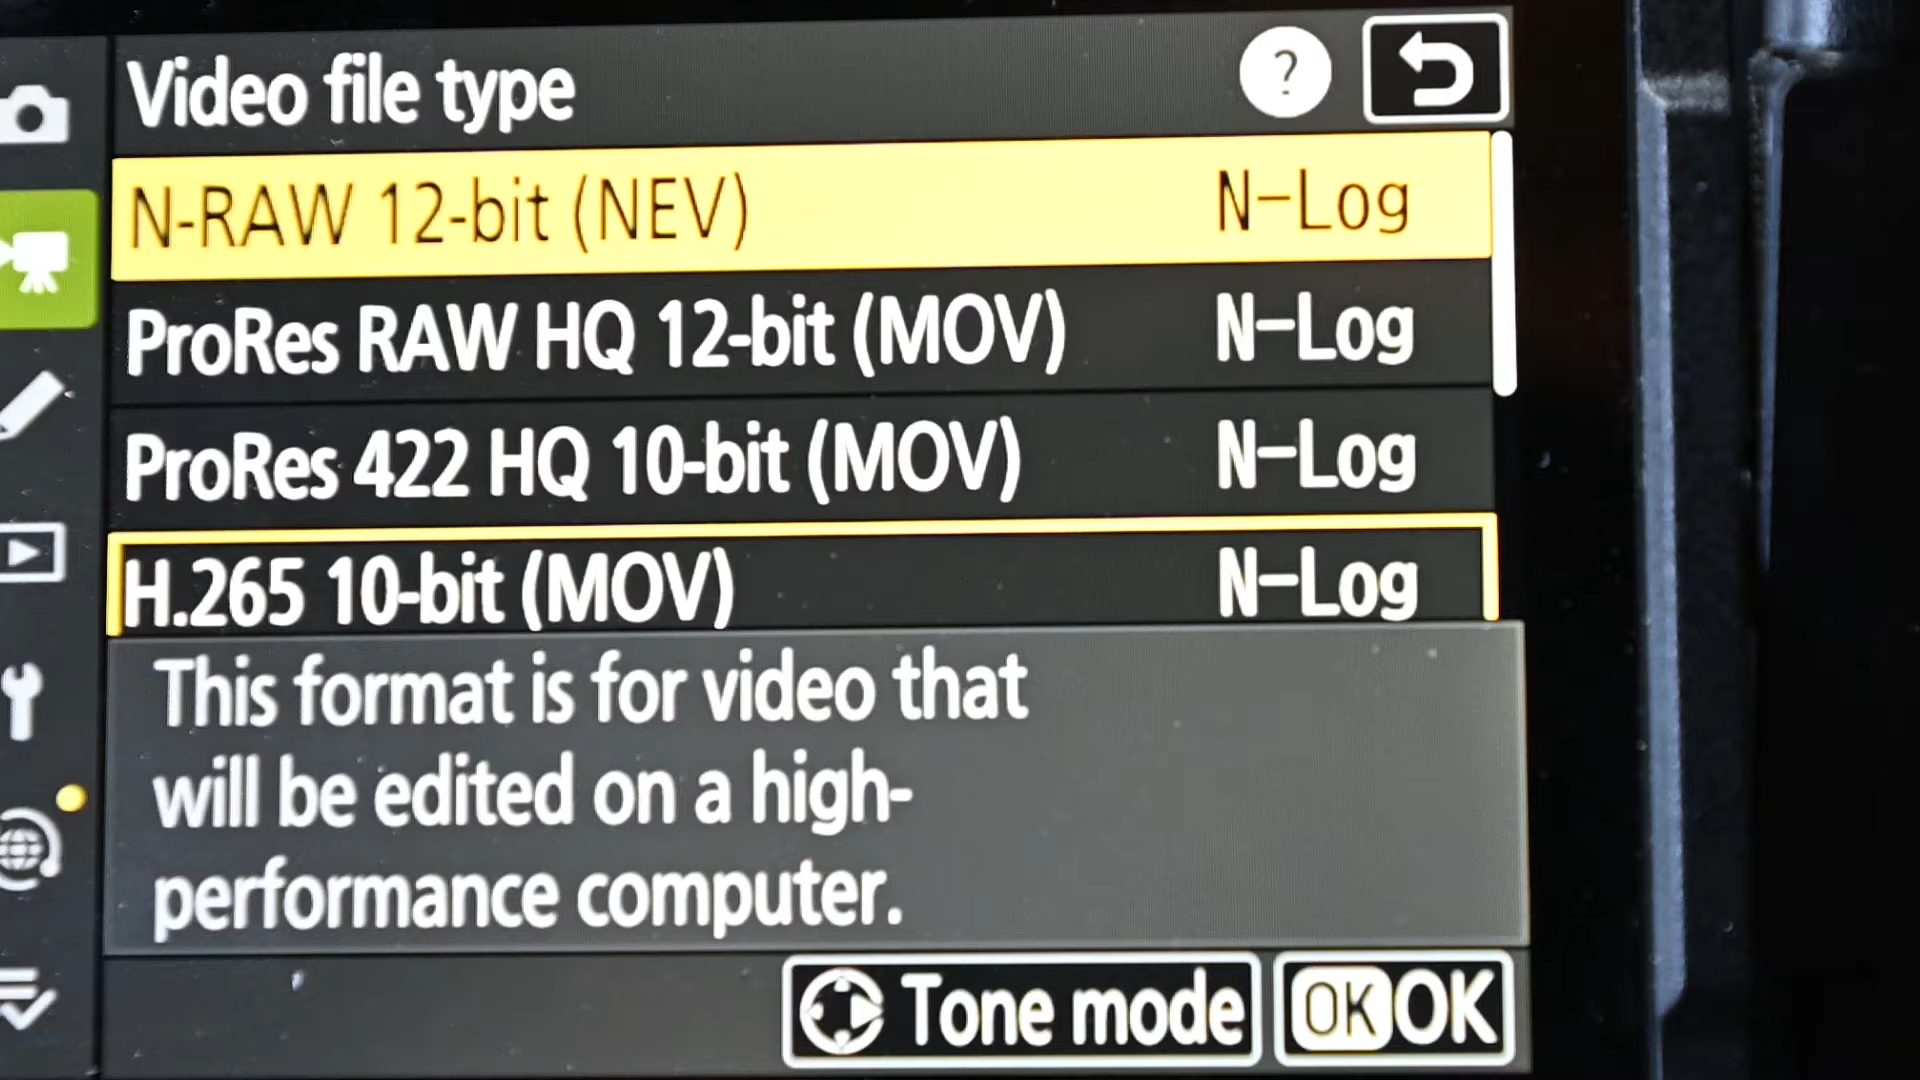 Video file type ?
N-RAW 12-bit (NEV) N-Log
ProRes RAW HQ 12-bit (MOV) N-Log
ProRes 422 HQ 10-bit (MOV) N-Log
H.265 10-bit (MOV) N-Log
This format is for video that
will be edited on a high-
performance computer.
Tone mode OK OK